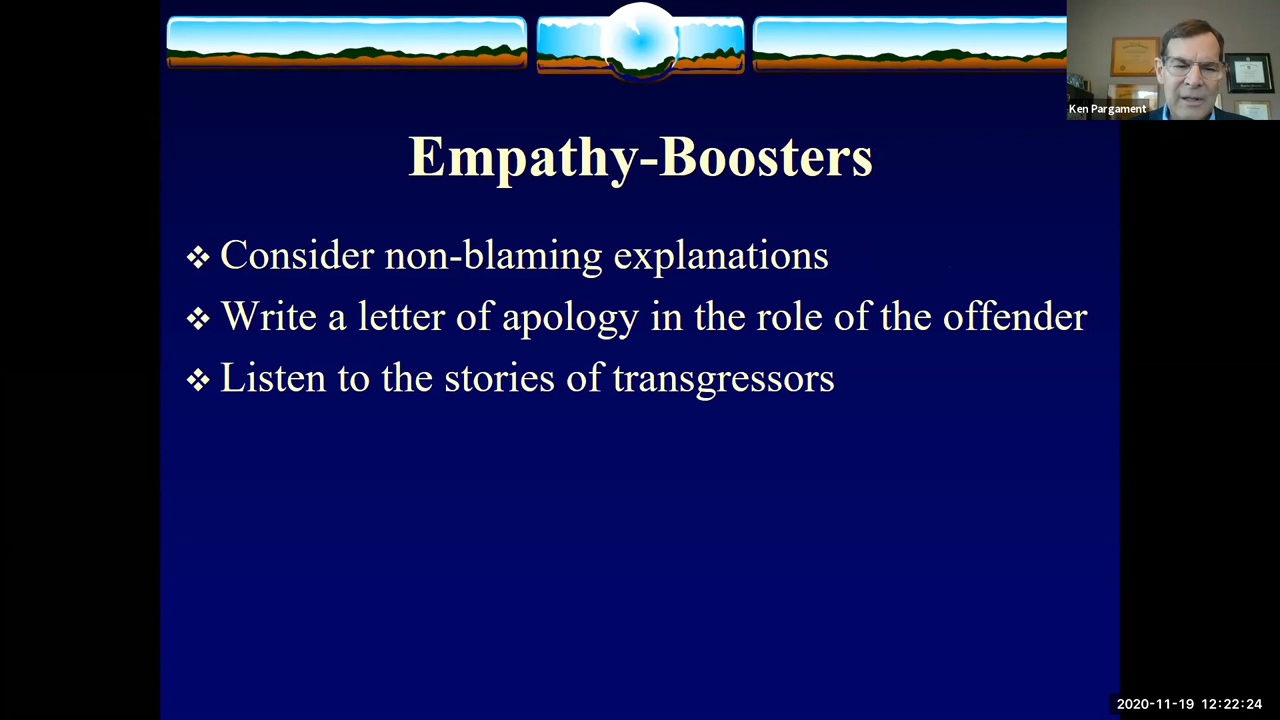 Ken Pargament
Empathy-Boosters
❖ Consider non-blaming explanations
❖ Write a letter of apology in the role of the offender
❖ Listen to the stories of transgressors
2020-11-19 12:22:24